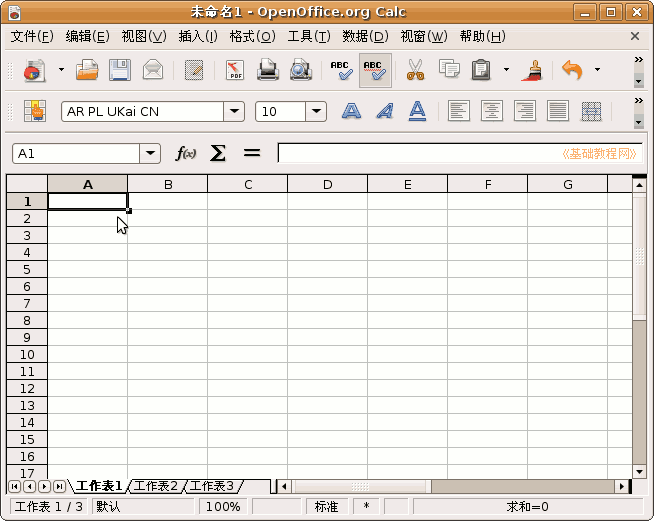 未命名1 - OpenOffice.org Calc
文件(F) 编辑(E) 视图(V) 插入(I) 格式(O) 工具(T) 数据(D) 视窗(W) 帮助(H)
PDF ABC ABC
AR PL UKai CN 10 A A A
A1 f(x) Σ = 《基础教程网》
A B C D E F G
1
2
3
4
5
6
7
8
9
10
11
12
13
14
15
16
17
工作表1 工作表2 工作表3
工作表 1 / 3 默认 100% 标准 * 求和=0